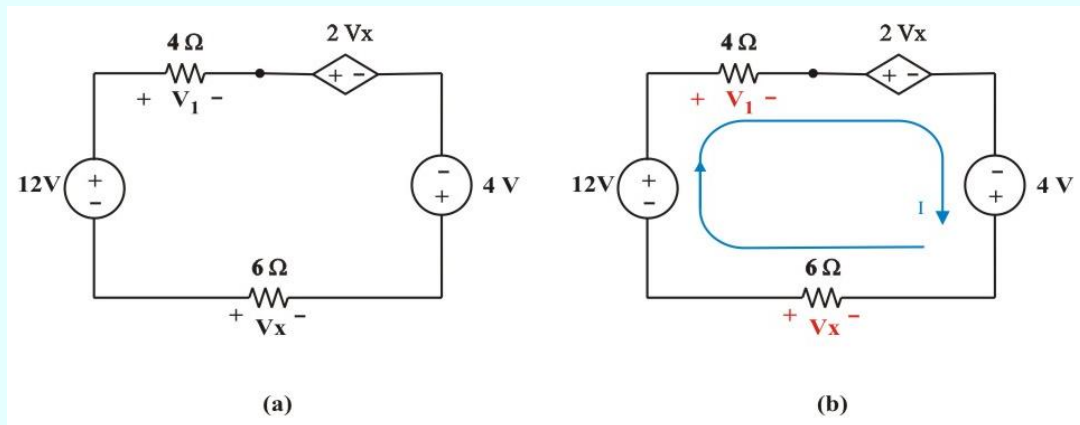 4 Ω
2 Vx
+ -
+ V1 -
12V
+
-
-
+
4 V
6 Ω
+ Vx -
(a)
4 Ω
2 Vx
+ -
+ V1 -
12V
+
-
I
-
+
4 V
6 Ω
+ Vx -
(b)